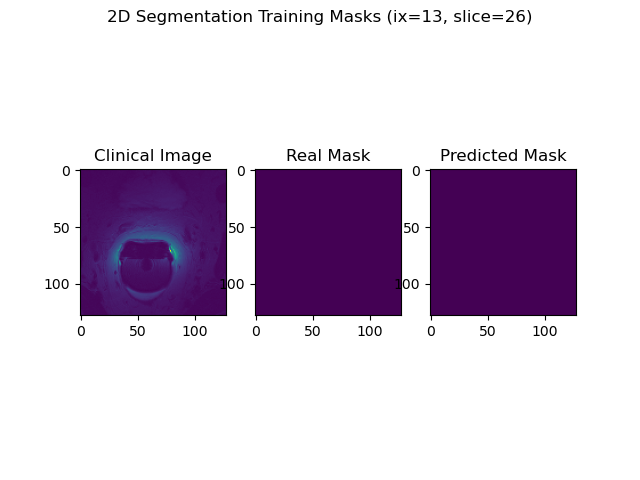 2D Segmentation Training Masks (ix=13, slice=26)
Clinical Image Real Mask Predicted Mask
0 0 0
50 50 50
100 100 100
0 50 100 0 50 100 0 50 100